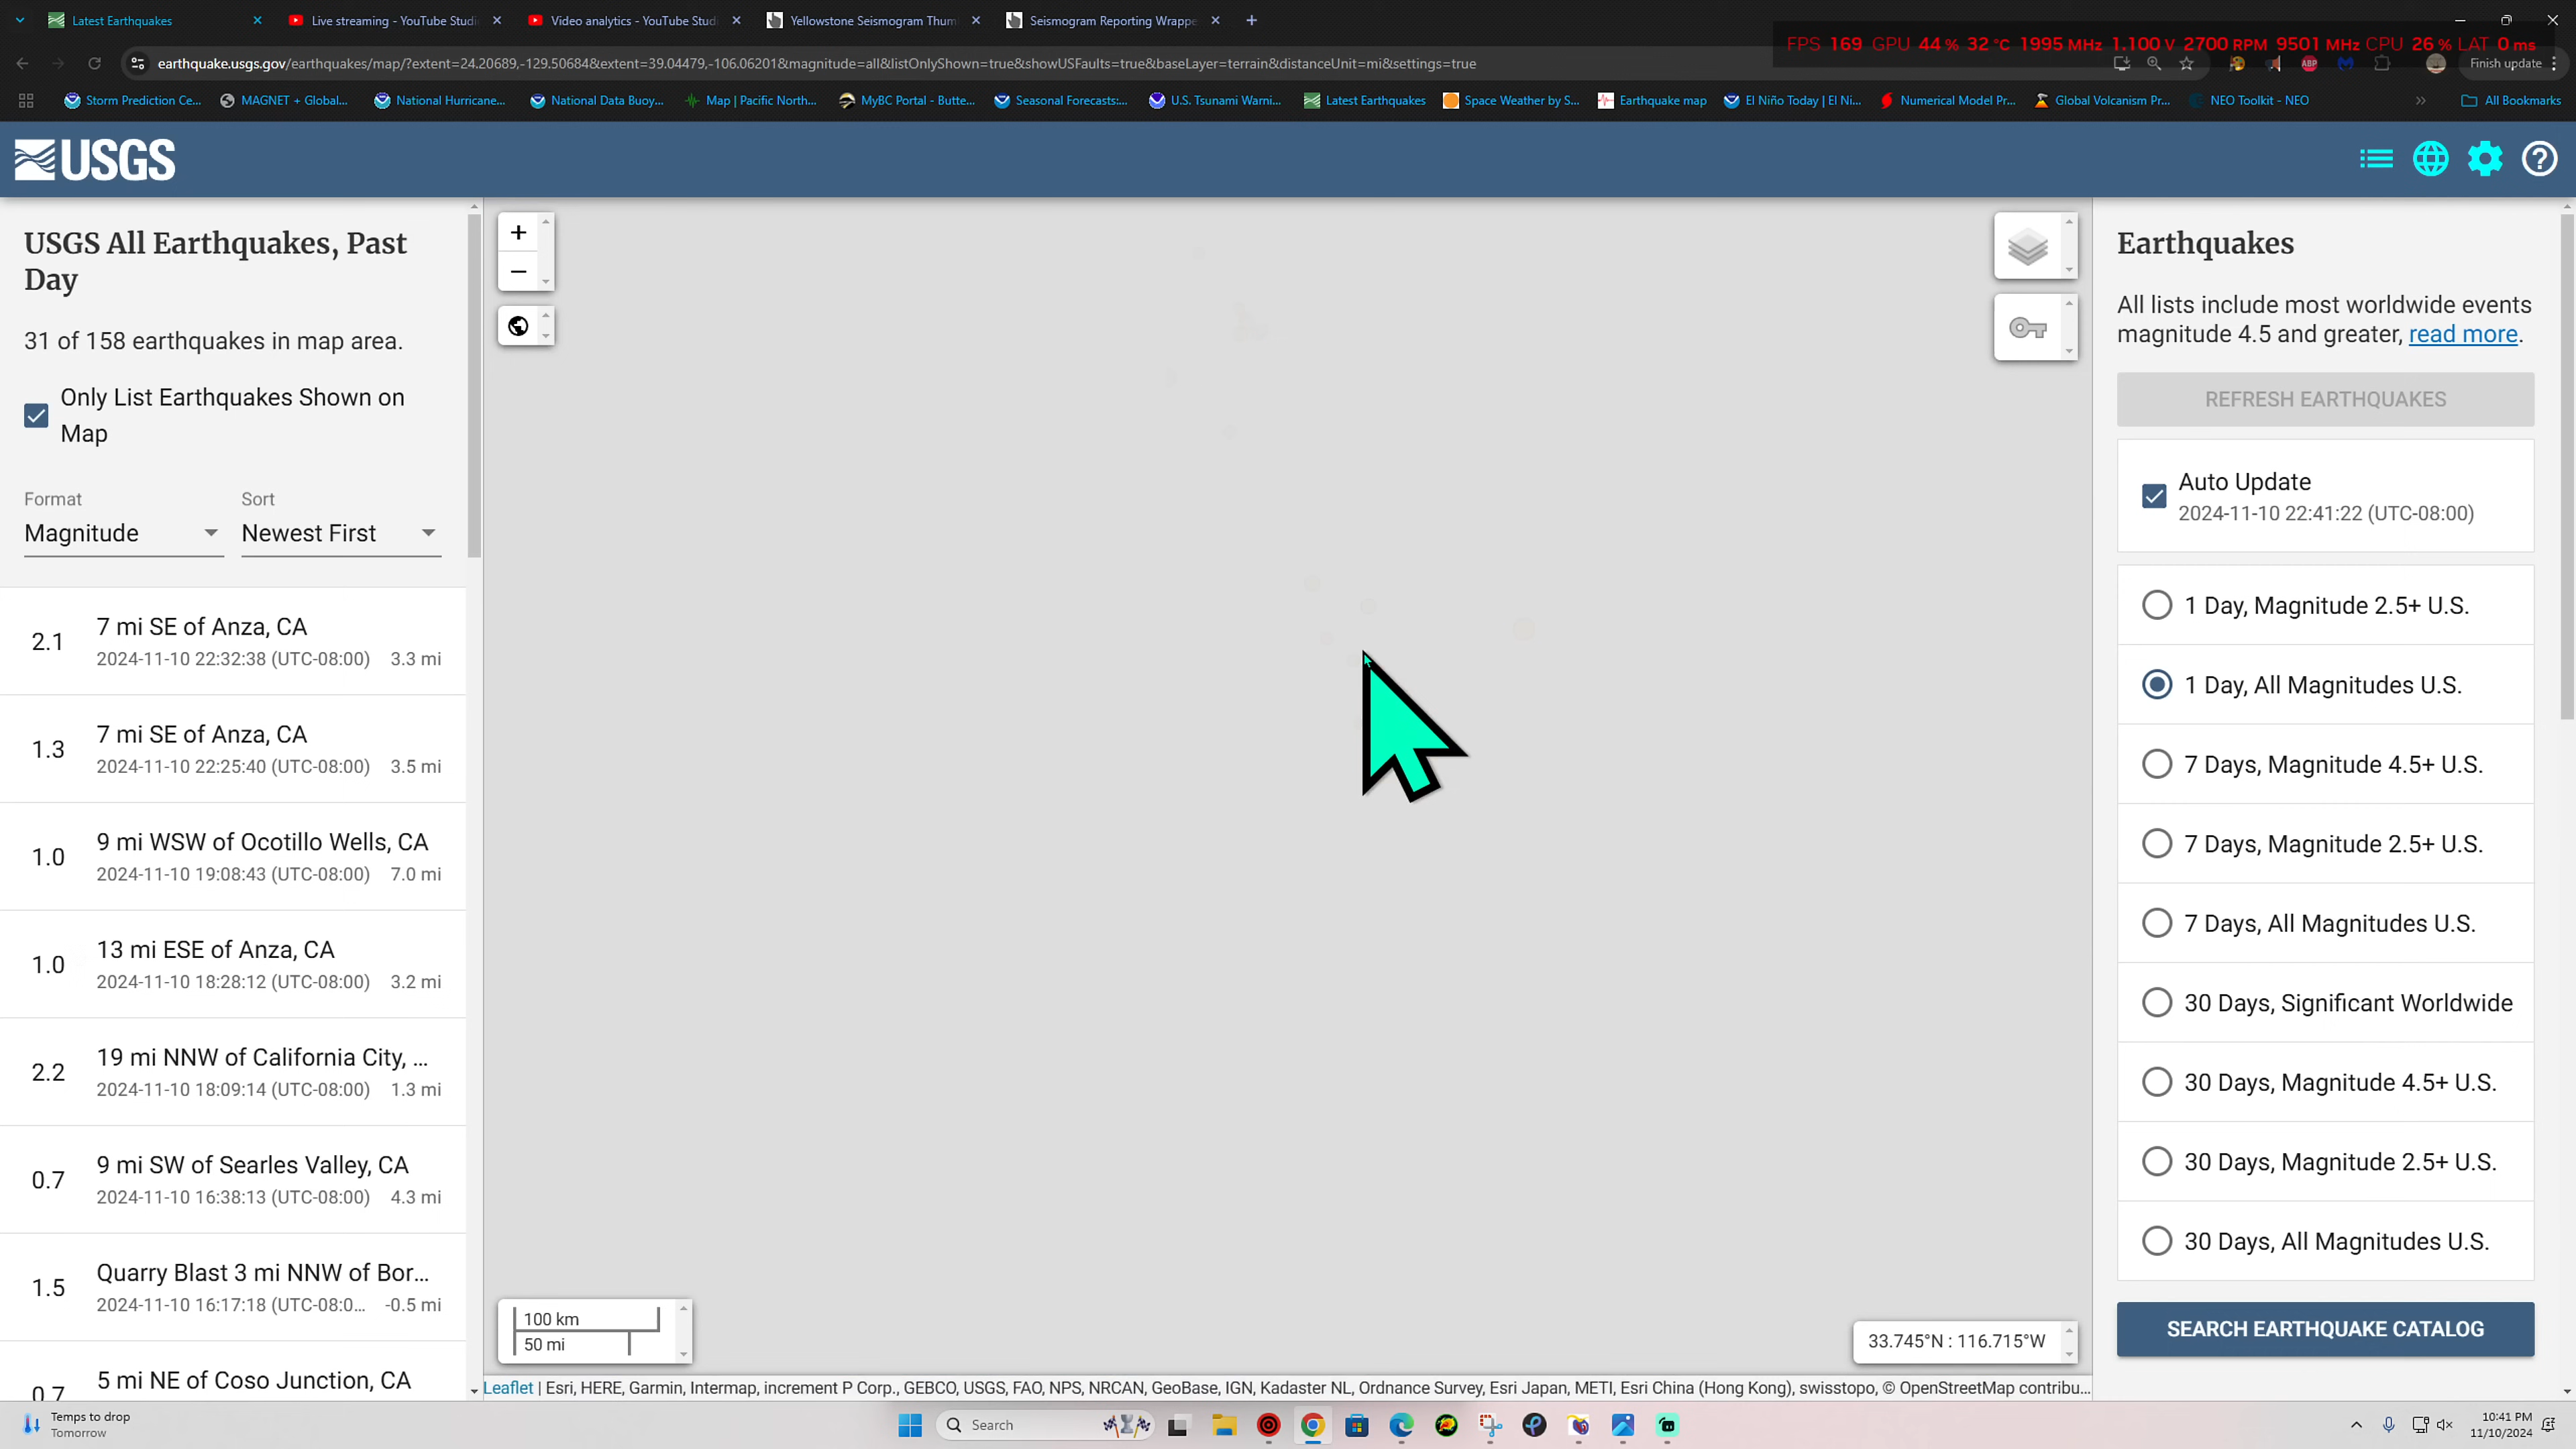 Latest Earthquakes
Live streaming - YouTube Studi
Video analytics - YouTube Studi
Yellowstone Seismogram Thum
Seismogram Reporting Wrappe
FPS 169 GPU 44 % 32 °C 1995 MHz 1.100 V 2700 RPM 9501 MHz CPU 26 % LAT 0 ms
earthquake.usgs.gov/earthquakes/map/?extent=24.20689,-129.50684&extent=39.04479,-106.06201&magnitude=all&listOnlyShown=true&showUSFaults=true&baseLayer=terrain&distanceUnit=mi&settings=true
ABP
Finish update
Storm Prediction Ce...
MAGNET + Global...
National Hurricane...
National Data Buoy...
Map | Pacific North...
MyBC Portal - Butte...
Seasonal Forecasts:...
U.S. Tsunami Warni...
Latest Earthquakes
Space Weather by S...
Earthquake map
El Niño Today | El Ni...
Numerical Model Pr...
Global Volcanism Pr...
NEO Toolkit - NEO
»
All Bookmarks
USGS
USGS All Earthquakes, Past
Day
31 of 158 earthquakes in map area.
Only List Earthquakes Shown on
Map
Format
Magnitude
Sort
Newest First
2.1
7 mi SE of Anza, CA
2024-11-10 22:32:38 (UTC-08:00) 3.3 mi
1.3
7 mi SE of Anza, CA
2024-11-10 22:25:40 (UTC-08:00) 3.5 mi
1.0
9 mi WSW of Ocotillo Wells, CA
2024-11-10 19:08:43 (UTC-08:00) 7.0 mi
1.0
13 mi ESE of Anza, CA
2024-11-10 18:28:12 (UTC-08:00) 3.2 mi
2.2
19 mi NNW of California City, ...
2024-11-10 18:09:14 (UTC-08:00) 1.3 mi
0.7
9 mi SW of Searles Valley, CA
2024-11-10 16:38:13 (UTC-08:00) 4.3 mi
1.5
Quarry Blast 3 mi NNW of Bor...
2024-11-10 16:17:18 (UTC-08:0... -0.5 mi
0.7
5 mi NE of Coso Junction, CA
+
−
100 km
50 mi
33.745°N : 116.715°W
Leaflet | Esri, HERE, Garmin, Intermap, increment P Corp., GEBCO, USGS, FAO, NPS, NRCAN, GeoBase, IGN, Kadaster NL, Ordnance Survey, Esri Japan, METI, Esri China (Hong Kong), swisstopo, © OpenStreetMap contribu...
Earthquakes
All lists include most worldwide events
magnitude 4.5 and greater, read more.
REFRESH EARTHQUAKES
Auto Update
2024-11-10 22:41:22 (UTC-08:00)
1 Day, Magnitude 2.5+ U.S.
1 Day, All Magnitudes U.S.
7 Days, Magnitude 4.5+ U.S.
7 Days, Magnitude 2.5+ U.S.
7 Days, All Magnitudes U.S.
30 Days, Significant Worldwide
30 Days, Magnitude 4.5+ U.S.
30 Days, Magnitude 2.5+ U.S.
30 Days, All Magnitudes U.S.
SEARCH EARTHQUAKE CATALOG
Temps to drop
Tomorrow
Search
10:41 PM
11/10/2024